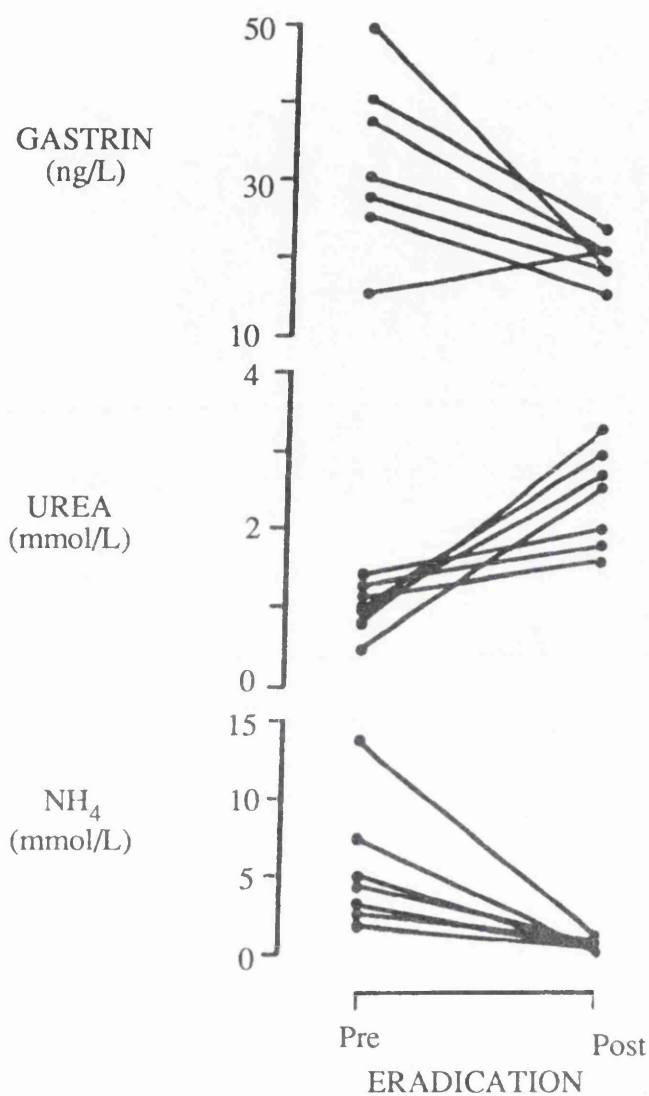 50
GASTRIN
(ng/L)
30
10
4
UREA
(mmol/L)
2
0
15
NH₄
(mmol/L)
10
5
0
Pre
Post
ERADICATION